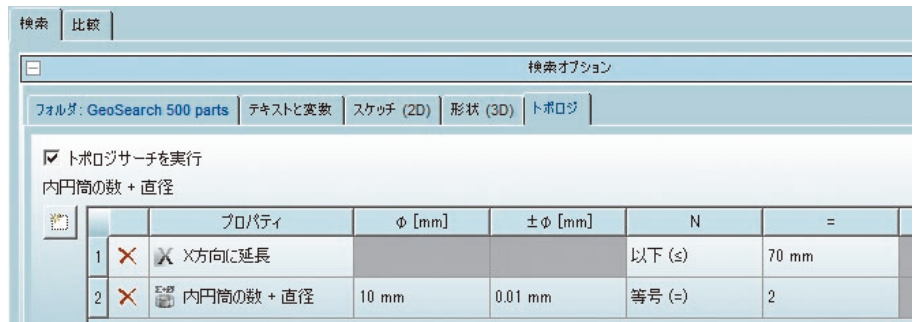 検索 比較
検索オプション
フォルダ: GeoSearch 500 parts テキストと変数 スケッチ (2D) 形状 (3D) トポロジ
トポロジサーチを実行
内円筒の数 + 直径
プロパティ φ [mm] ±φ [mm] N =
1 X方向に延長 以下 (≤) 70 mm
2 内円筒の数 + 直径 10 mm 0.01 mm 等号 (=) 2